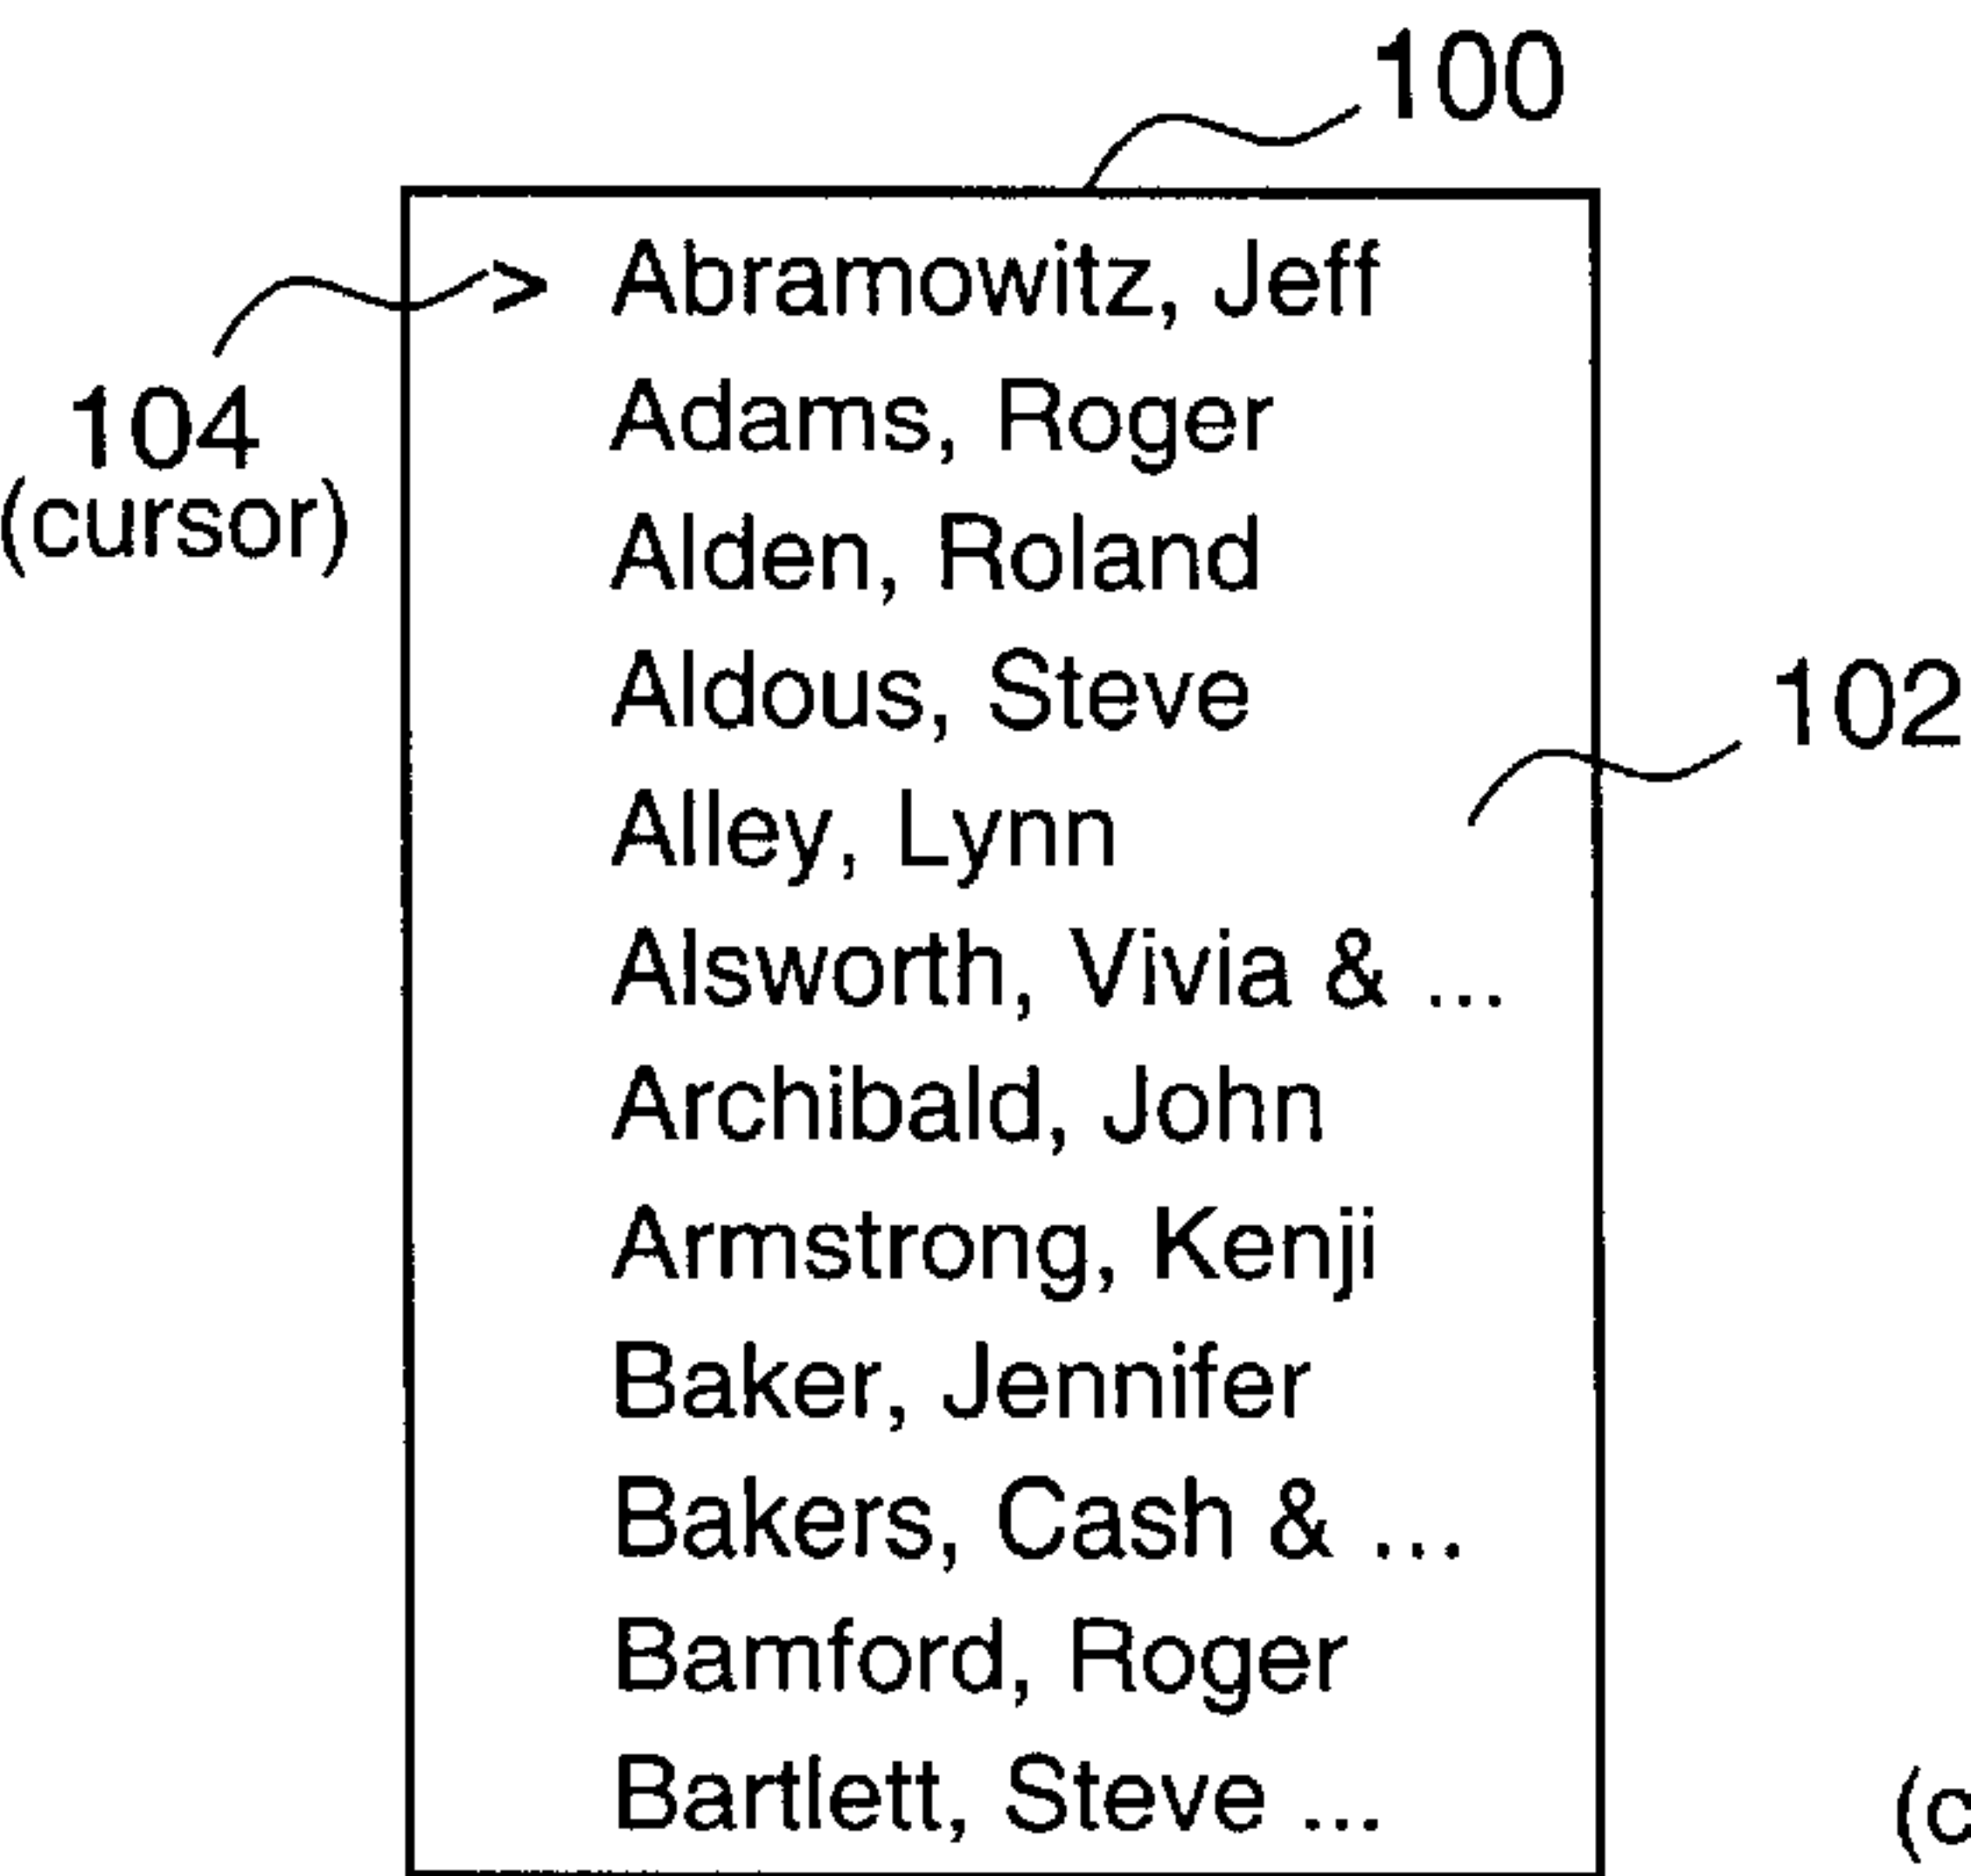 100
> Abramowitz, Jeff
104
(cursor)
Adams, Roger
Alden, Roland
Aldous, Steve
102
Alley, Lynn
Alsworth, Vivia & ...
Archibald, John
Armstrong, Kenji
Baker, Jennifer
Bakers, Cash & ...
Bamford, Roger
Bartlett, Steve ...
(c